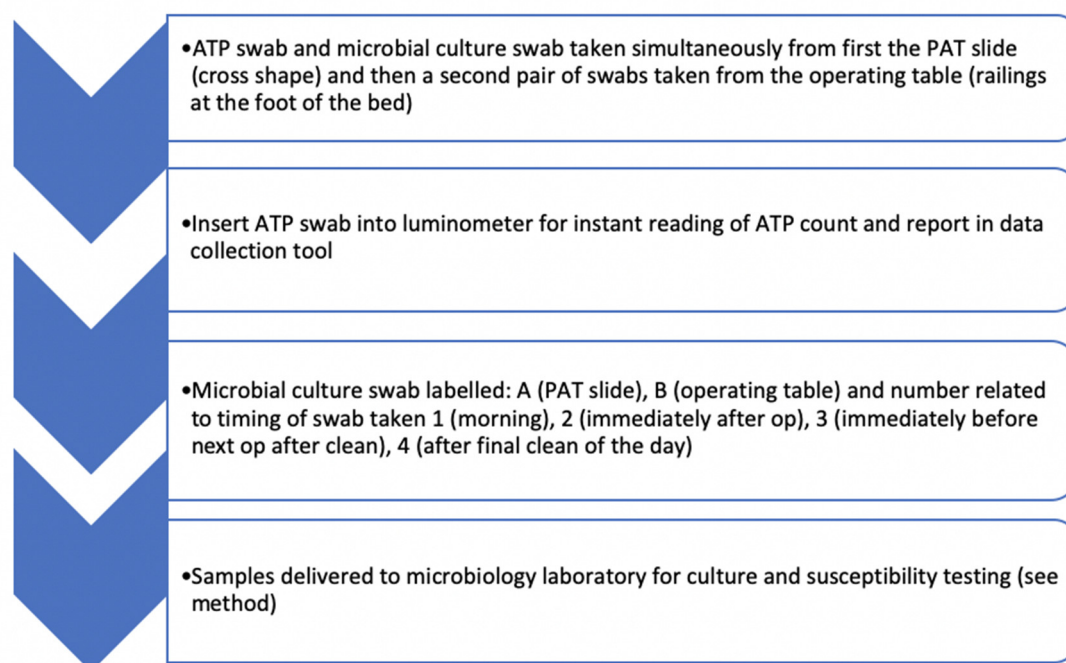 •ATP swab and microbial culture swab taken simultaneously from first the PAT slide
(cross shape) and then a second pair of swabs taken from the operating table (railings
at the foot of the bed)
•Insert ATP swab into luminometer for instant reading of ATP count and report in data
collection tool
•Microbial culture swab labelled: A (PAT slide), B (operating table) and number related
to timing of swab taken 1 (morning), 2 (immediately after op), 3 (immediately before
next op after clean), 4 (after final clean of the day)
•Samples delivered to microbiology laboratory for culture and susceptibility testing (see
method)